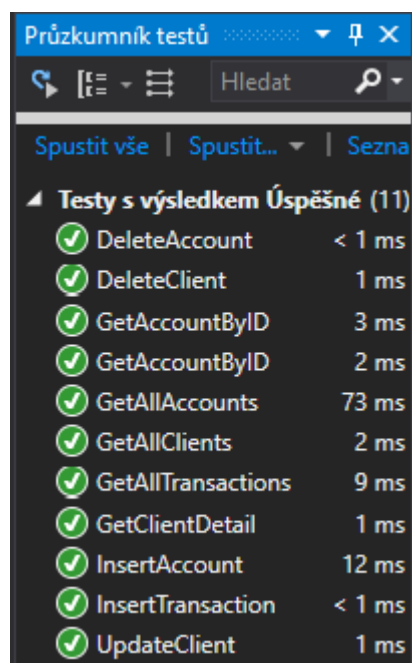 Průzkumník testů
Hledat
Spustit vše | Spustit... | Sezna
Testy s výsledkem Úspěšné (11)
DeleteAccount < 1 ms
DeleteClient 1 ms
GetAccountByID 3 ms
GetAccountByID 2 ms
GetAllAccounts 73 ms
GetAllClients 2 ms
GetAllTransactions 9 ms
GetClientDetail 1 ms
InsertAccount 12 ms
InsertTransaction < 1 ms
UpdateClient 1 ms